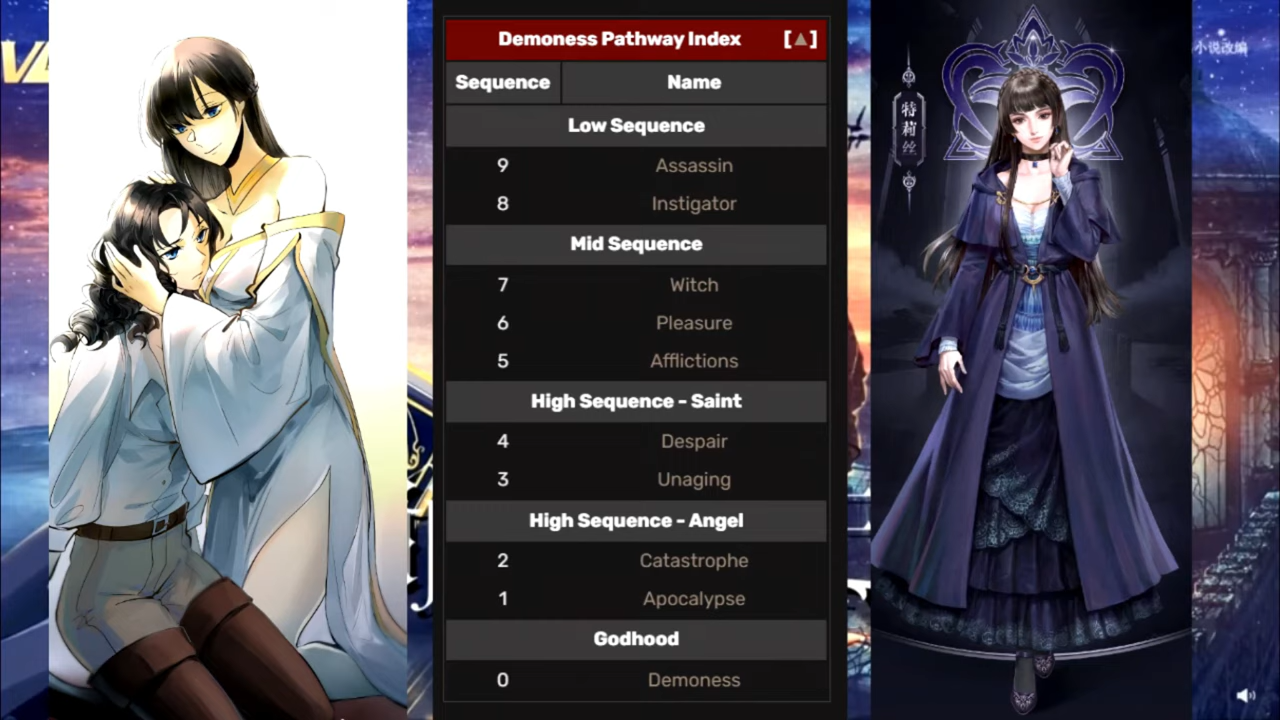 Demoness Pathway Index [▲]
Sequence Name
Low Sequence
9 Assassin
8 Instigator
Mid Sequence
7 Witch
6 Pleasure
5 Afflictions
High Sequence - Saint
4 Despair
3 Unaging
High Sequence - Angel
2 Catastrophe
1 Apocalypse
Godhood
0 Demoness
特莉丝
小说改编